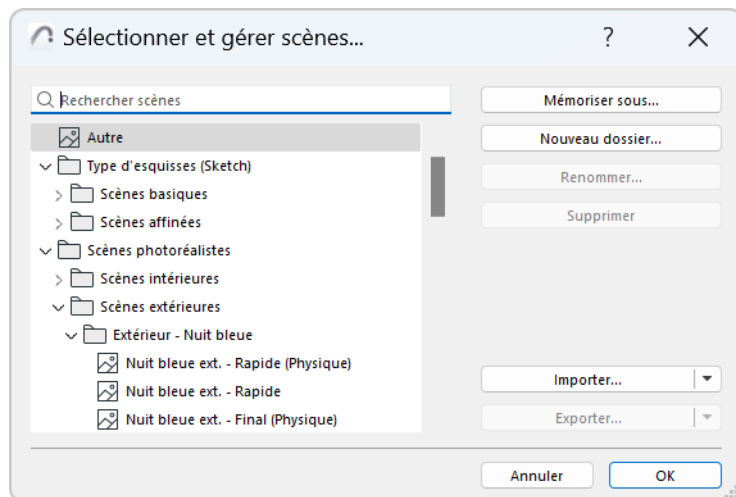 Sélectionner et gérer scènes...
?
Rechercher scènes
Mémoriser sous...
Autre
Nouveau dossier...
Type d'esquisses (Sketch)
Renommer...
Scènes basiques
Supprimer
Scènes affinées
Scènes photoréalistes
Scènes intérieures
Scènes extérieures
Extérieur - Nuit bleue
Nuit bleue ext. - Rapide (Physique)
Importer...
Nuit bleue ext. - Rapide
Exporter...
Nuit bleue ext. - Final (Physique)
Annuler
OK